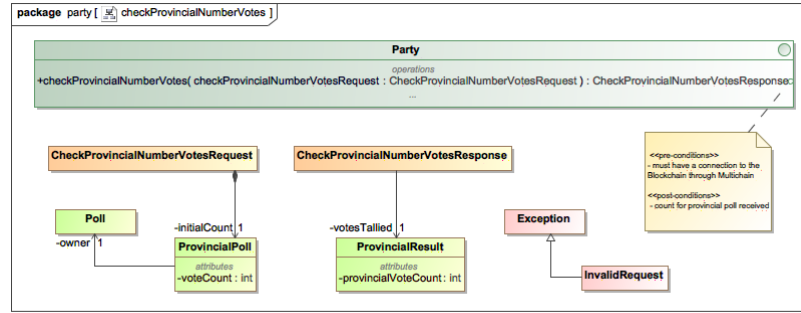 package party [ checkProvincialNumberVotes ]
Party
operations
+checkProvincialNumberVotes( checkProvincialNumberVotesRequest : CheckProvincialNumberVotesRequest ) : CheckProvincialNumberVotesResponse
...
<<pre-conditions>>
- must have a connection to the
Blockchain through Multichain
<<post-conditions>>
- count for provincial poll received
CheckProvincialNumberVotesRequest
CheckProvincialNumberVotesResponse
Poll
-owner 1
-initialCount 1
ProvincialPoll
attributes
-voteCount : int
-votesTallied 1
ProvincialResult
attributes
-provincialVoteCount : int
Exception
InvalidRequest